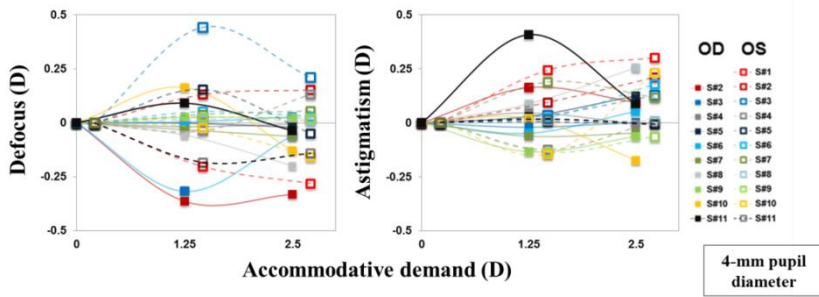 0.5
0.25
0
-0.25
-0.5
Defocus (D)
0
1.25
2.5
0.5
0.25
0
-0.25
-0.5
Astigmatism (D)
0
1.25
2.5
Accommodative demand (D)
OD OS
S#1
S#2 S#2
S#3 S#3
S#4 S#4
S#5 S#5
S#6 S#6
S#7 S#7
S#8 S#8
S#9 S#9
S#10 S#10
S#11 S#11
4-mm pupil
diameter